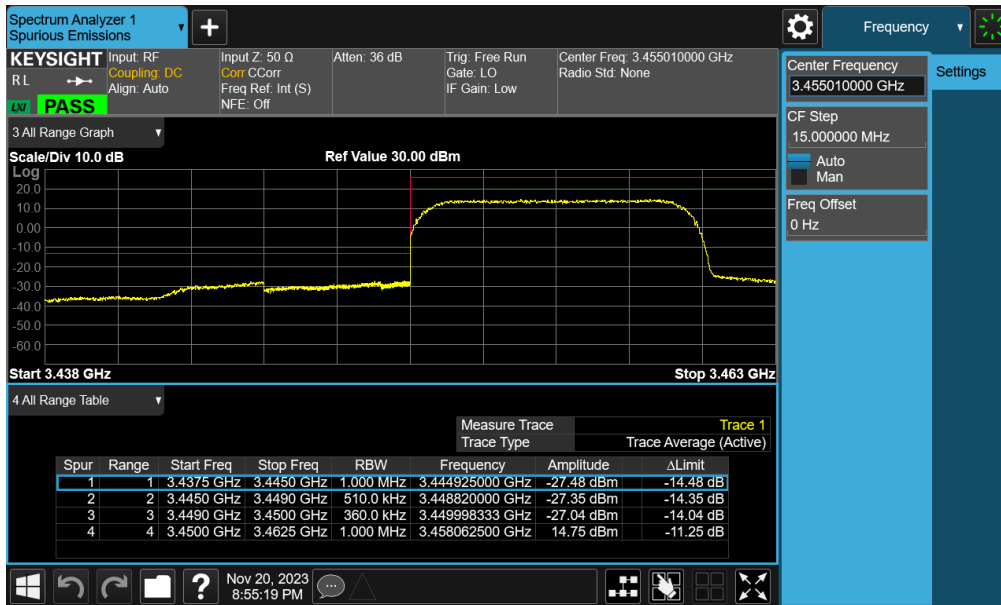 Spectrum Analyzer 1
Spurious Emissions
Frequency
KEYSIGHT
R L
LXI PASS
Input: RF
Coupling: DC
Align: Auto
Input Z: 50 Ω
Corr CCorr
Freq Ref: Int (S)
NFE: Off
Atten: 36 dB
Trig: Free Run
Gate: LO
IF Gain: Low
Center Freq: 3.455010000 GHz
Radio Std: None
Center Frequency
3.455010000 GHz
Settings
CF Step
15.000000 MHz
Auto
Man
Freq Offset
0 Hz
3 All Range Graph
Scale/Div 10.0 dB
Ref Value 30.00 dBm
Log
20.0
10.0
0.00
-10.0
-20.0
-30.0
-40.0
-50.0
-60.0
Start 3.438 GHz
Stop 3.463 GHz
4 All Range Table
Measure Trace Trace 1
Trace Type Trace Average (Active)
Spur Range Start Freq Stop Freq RBW Frequency Amplitude ΔLimit
1 1 3.4375 GHz 3.4450 GHz 1.000 MHz 3.444925000 GHz -27.48 dBm -14.48 dB
2 2 3.4450 GHz 3.4490 GHz 510.0 kHz 3.448820000 GHz -27.35 dBm -14.35 dB
3 3 3.4490 GHz 3.4500 GHz 360.0 kHz 3.449998333 GHz -27.04 dBm -14.04 dB
4 4 3.4500 GHz 3.4625 GHz 1.000 MHz 3.458062500 GHz 14.75 dBm -11.25 dB
Nov 20, 2023
8:55:19 PM